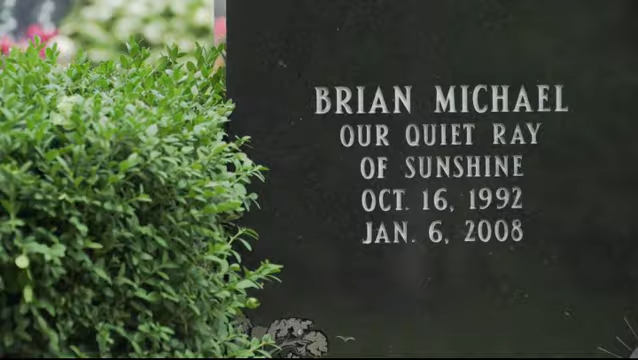 BRIAN MICHAEL
OUR QUIET RAY
OF SUNSHINE
OCT. 16, 1992
JAN. 6, 2008